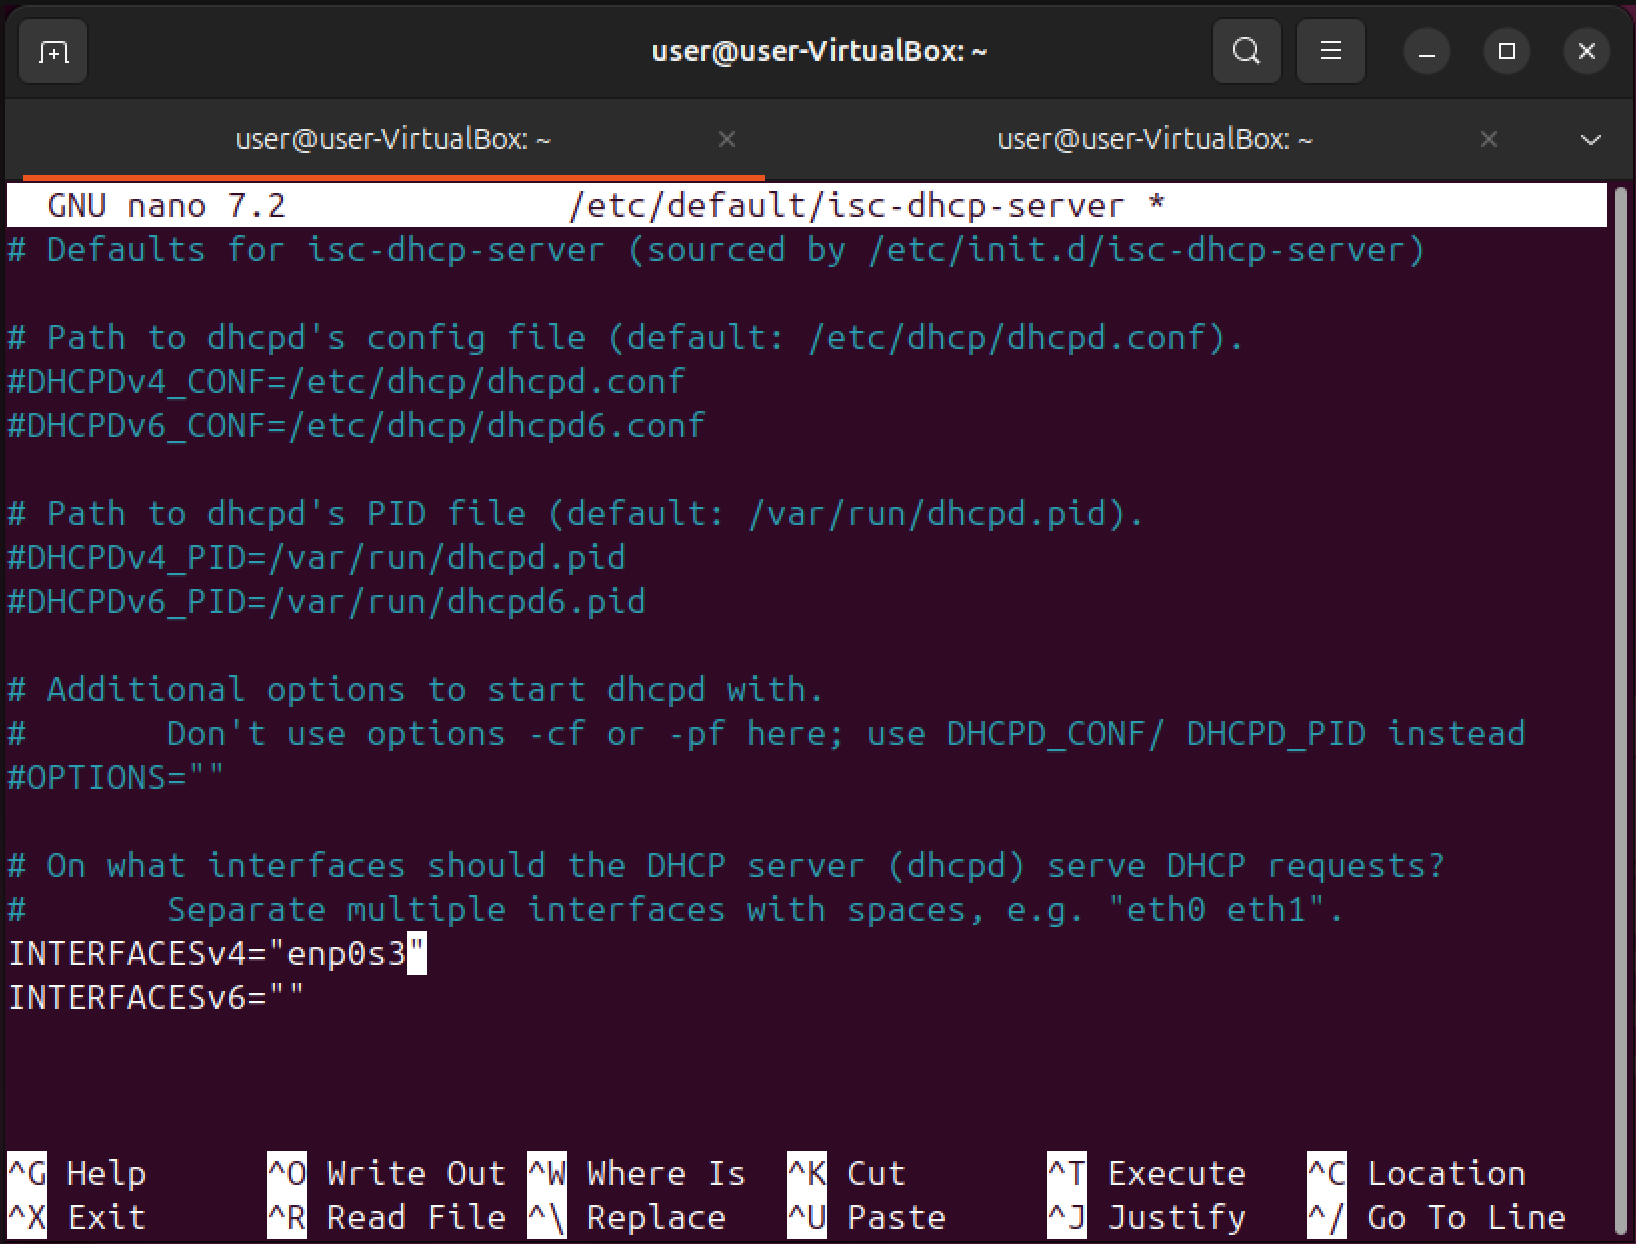 user@user-VirtualBox: ~
user@user-VirtualBox: ~
user@user-VirtualBox: ~
GNU nano 7.2 /etc/default/isc-dhcp-server *
# Defaults for isc-dhcp-server (sourced by /etc/init.d/isc-dhcp-server)
# Path to dhcpd's config file (default: /etc/dhcp/dhcpd.conf).
#DHCPDv4_CONF=/etc/dhcp/dhcpd.conf
#DHCPDv6_CONF=/etc/dhcp/dhcpd6.conf
# Path to dhcpd's PID file (default: /var/run/dhcpd.pid).
#DHCPDv4_PID=/var/run/dhcpd.pid
#DHCPDv6_PID=/var/run/dhcpd6.pid
# Additional options to start dhcpd with.
#       Don't use options -cf or -pf here; use DHCPD_CONF/ DHCPD_PID instead
#OPTIONS=""
# On what interfaces should the DHCP server (dhcpd) serve DHCP requests?
#       Separate multiple interfaces with spaces, e.g. "eth0 eth1".
INTERFACESv4="enp0s3"
INTERFACESv6=""
^G Help ^O Write Out ^W Where Is ^K Cut ^T Execute ^C Location
^X Exit ^R Read File ^\ Replace ^U Paste ^J Justify ^/ Go To Line